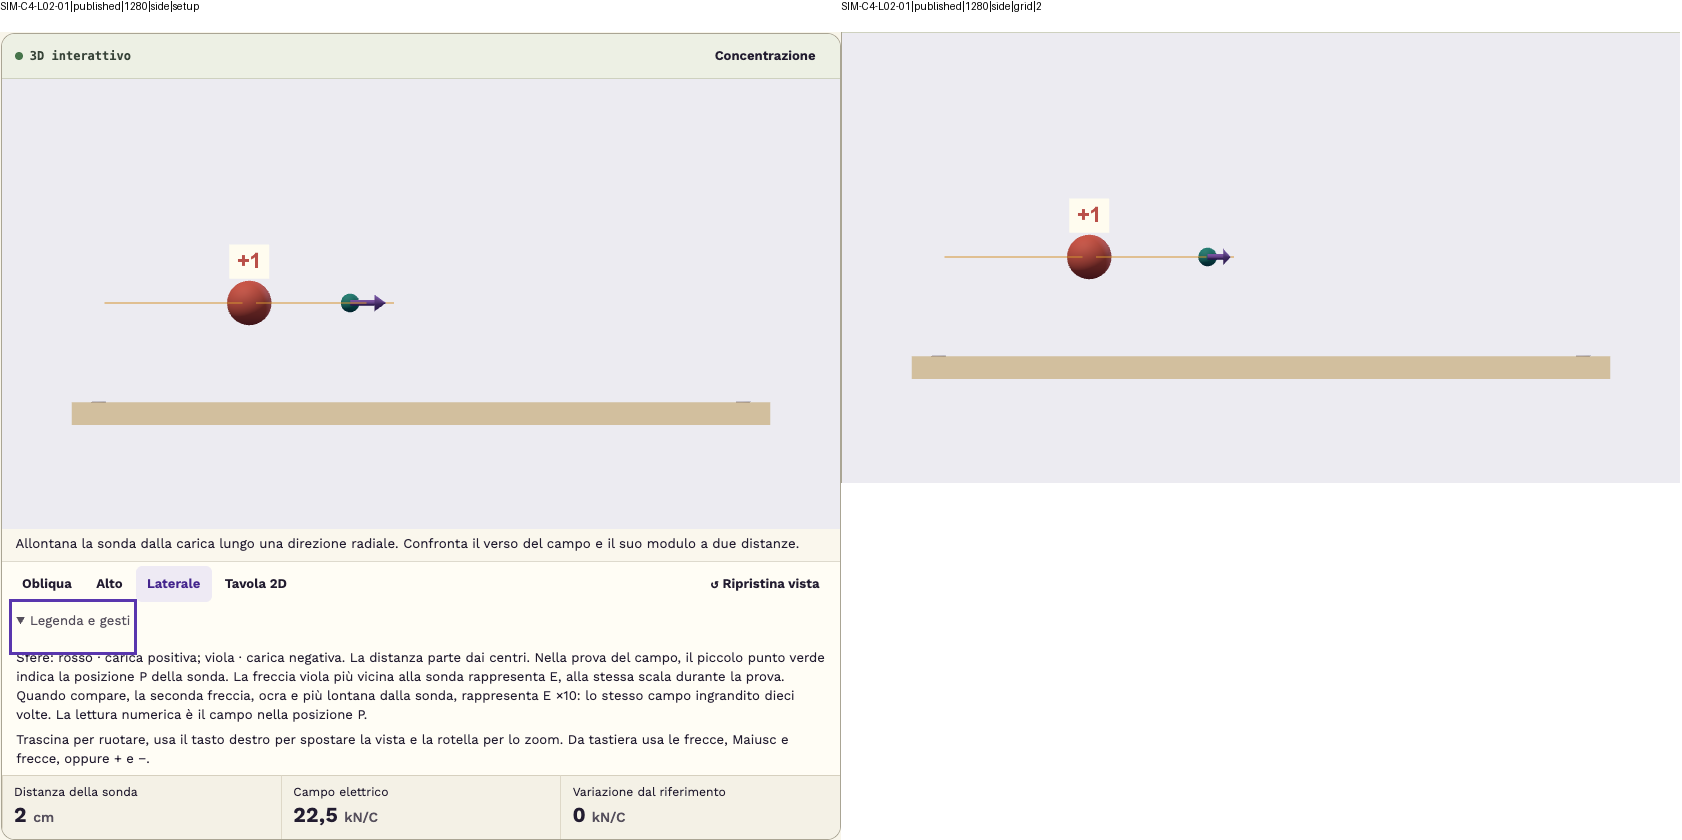 SIM-C4-L02-01|published|1280|side|setup
SIM-C4-L02-01|published|1280|side|grid|2
3D interattivo
Concentrazione
+1
+1
Allontana la sonda dalla carica lungo una direzione radiale. Confronta il verso del campo e il suo modulo a due distanze.
Obliqua Alto Laterale Tavola 2D
↺ Ripristina vista
▼ Legenda e gesti
Sfere: rosso · carica positiva; viola · carica negativa. La distanza parte dai centri. Nella prova del campo, il piccolo punto verde
indica la posizione P della sonda. La freccia viola più vicina alla sonda rappresenta E, alla stessa scala durante la prova.
Quando compare, la seconda freccia, ocra e più lontana dalla sonda, rappresenta E ×10: lo stesso campo ingrandito dieci
volte. La lettura numerica è il campo nella posizione P.
Trascina per ruotare, usa il tasto destro per spostare la vista e la rotella per lo zoom. Da tastiera usa le frecce, Maiusc e
frecce, oppure + e −.
Distanza della sonda
2 cm
Campo elettrico
22,5 kN/C
Variazione dal riferimento
0 kN/C